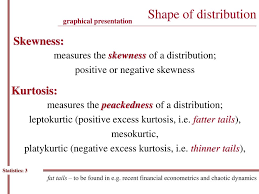 Shape of distribution
graphical presentation
Skewness:
measures the skewness of a distribution;
positive or negative skewness
Kurtosis:
measures the peackedness of a distribution;
leptokurtic (positive excess kurtosis, i.e. fatter tails),
mesokurtic,
platykurtic (negative excess kurtosis, i.e. thinner tails),
Statistics: 3
fat tails – to be found in e.g. recent financial econometrics and chaotic dynamics